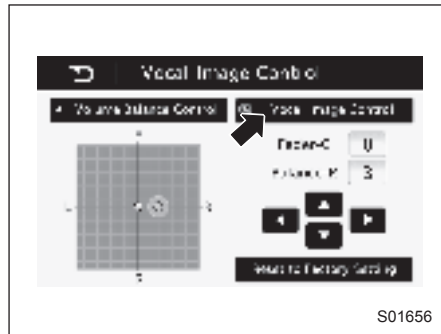 Vocal Image Control
Volume Balance Control
Vocal Image Control
Fader-C 0
Balance-R 3
L R
Reset to Factory Setting
S01656